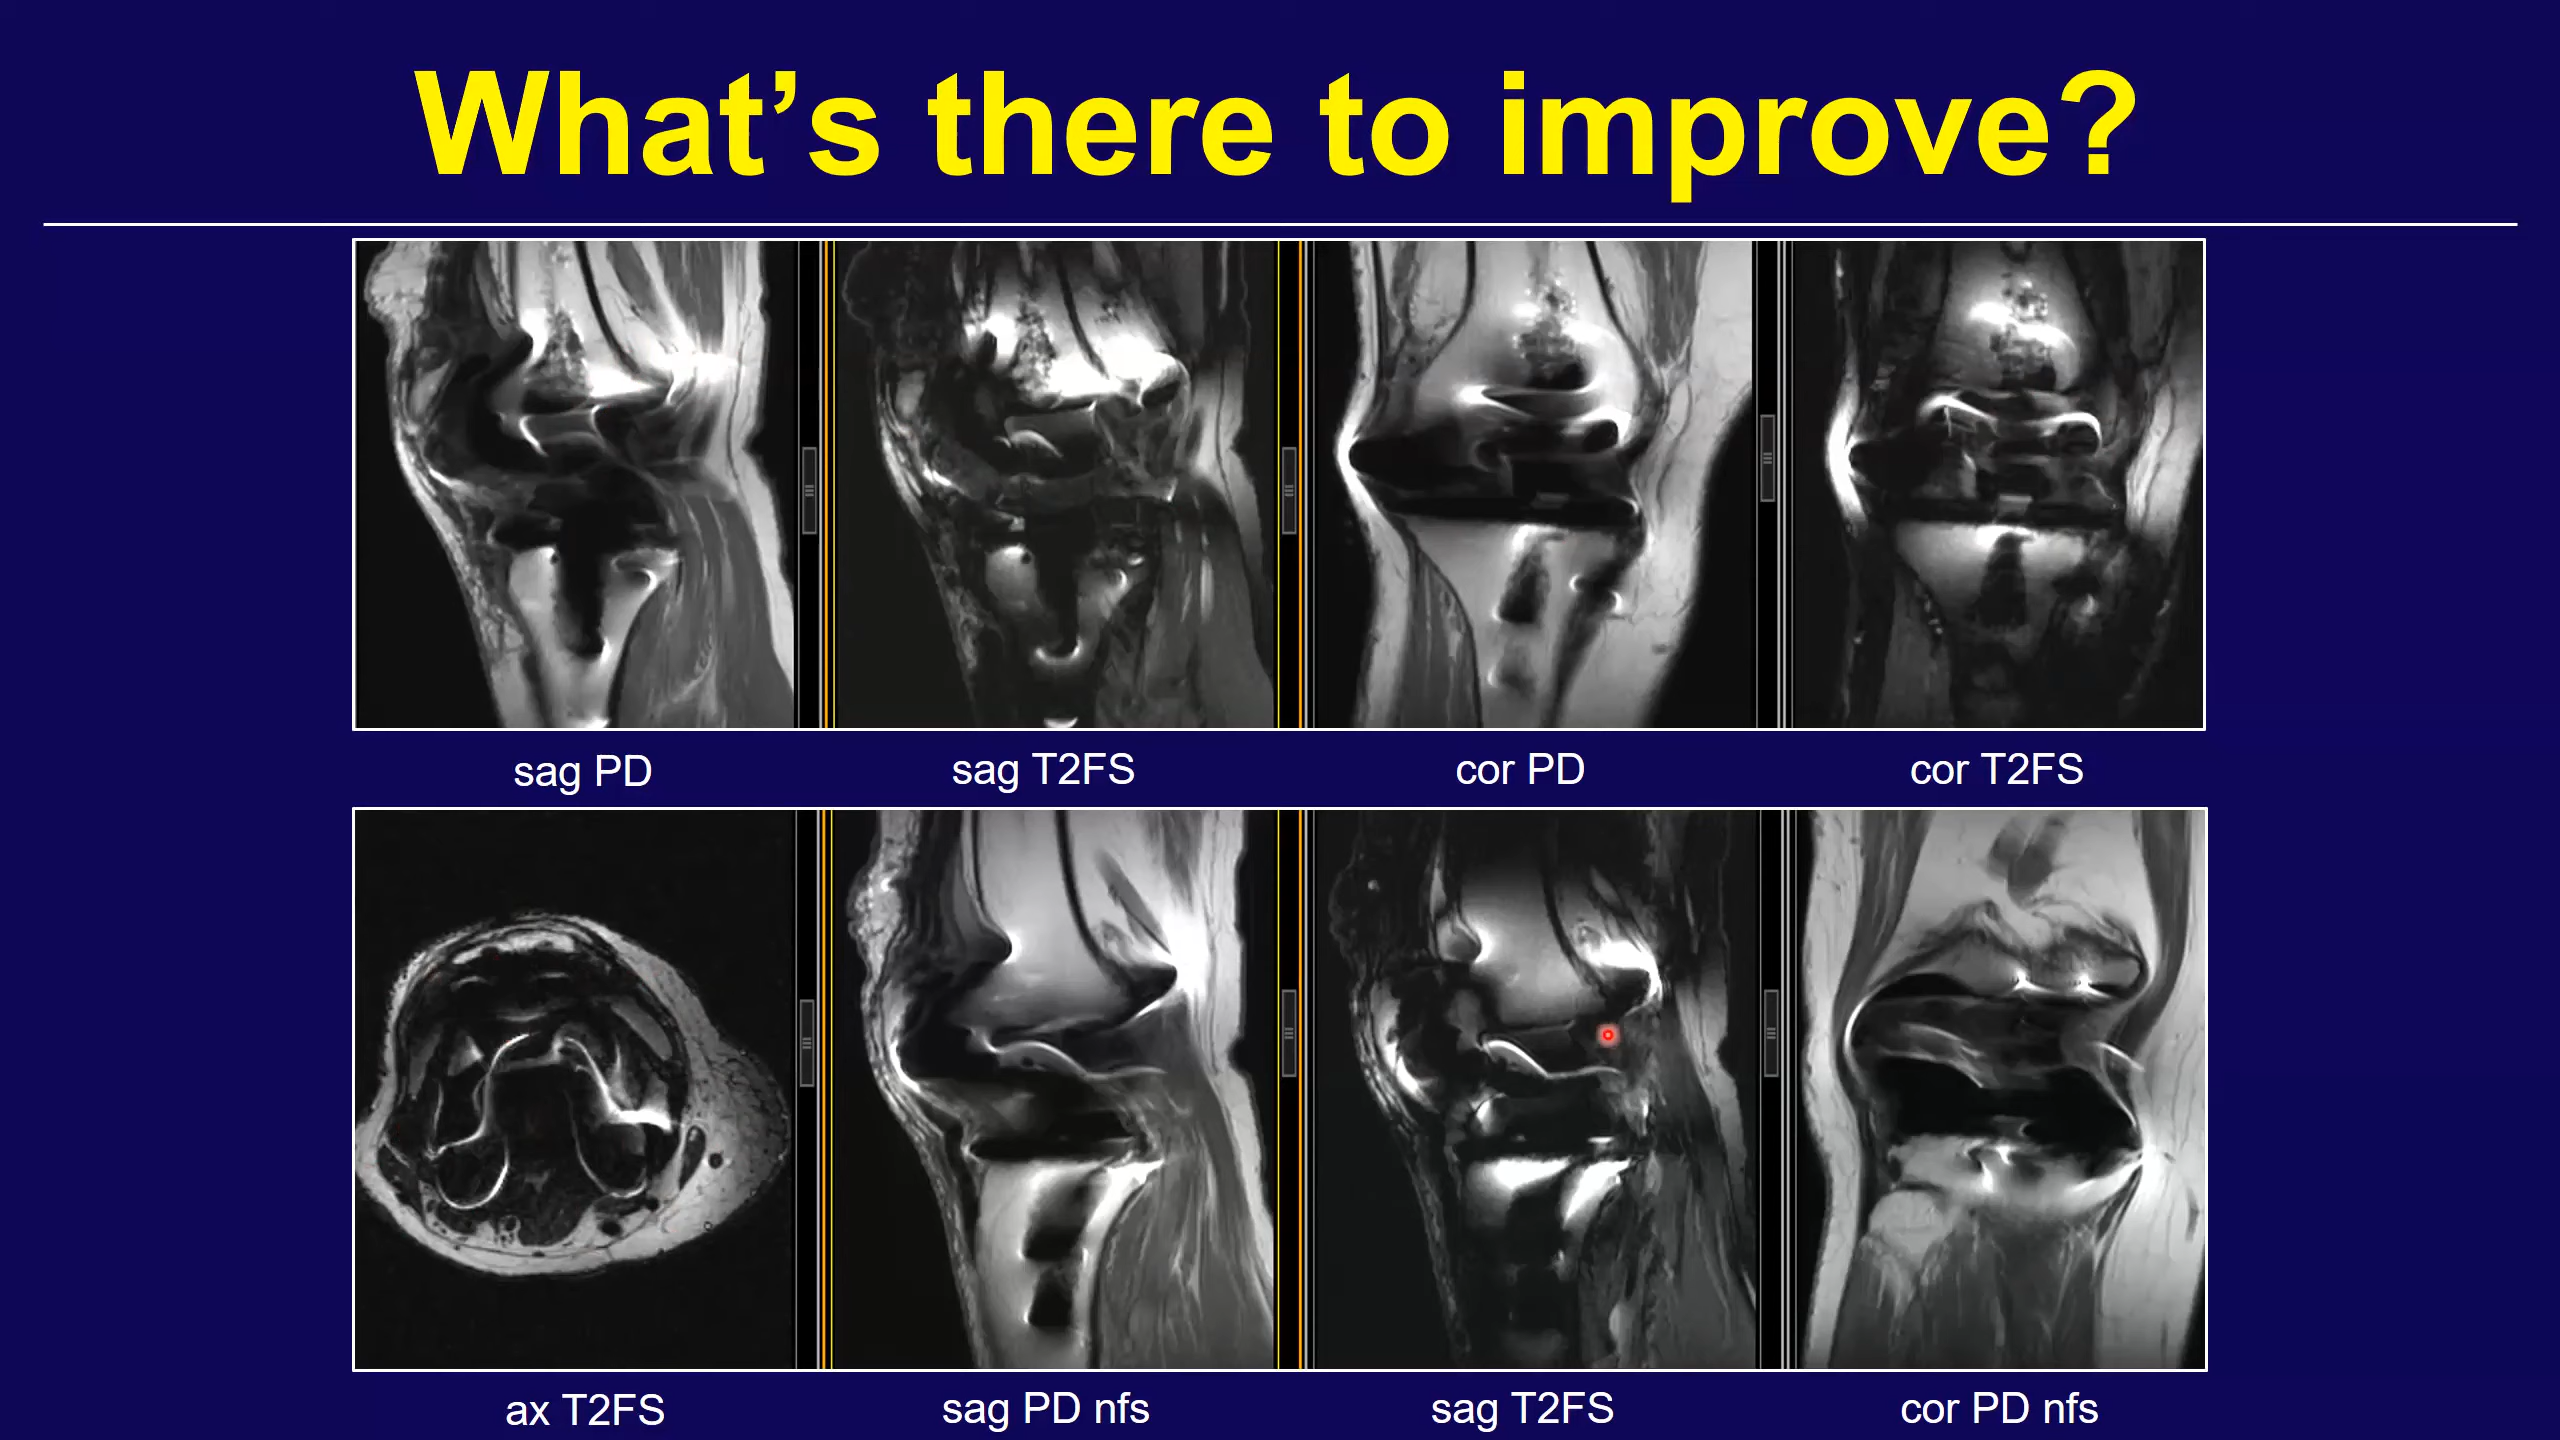 What’s there to improve?
sag PD
sag T2FS
cor PD
cor T2FS
ax T2FS
sag PD nfs
sag T2FS
cor PD nfs